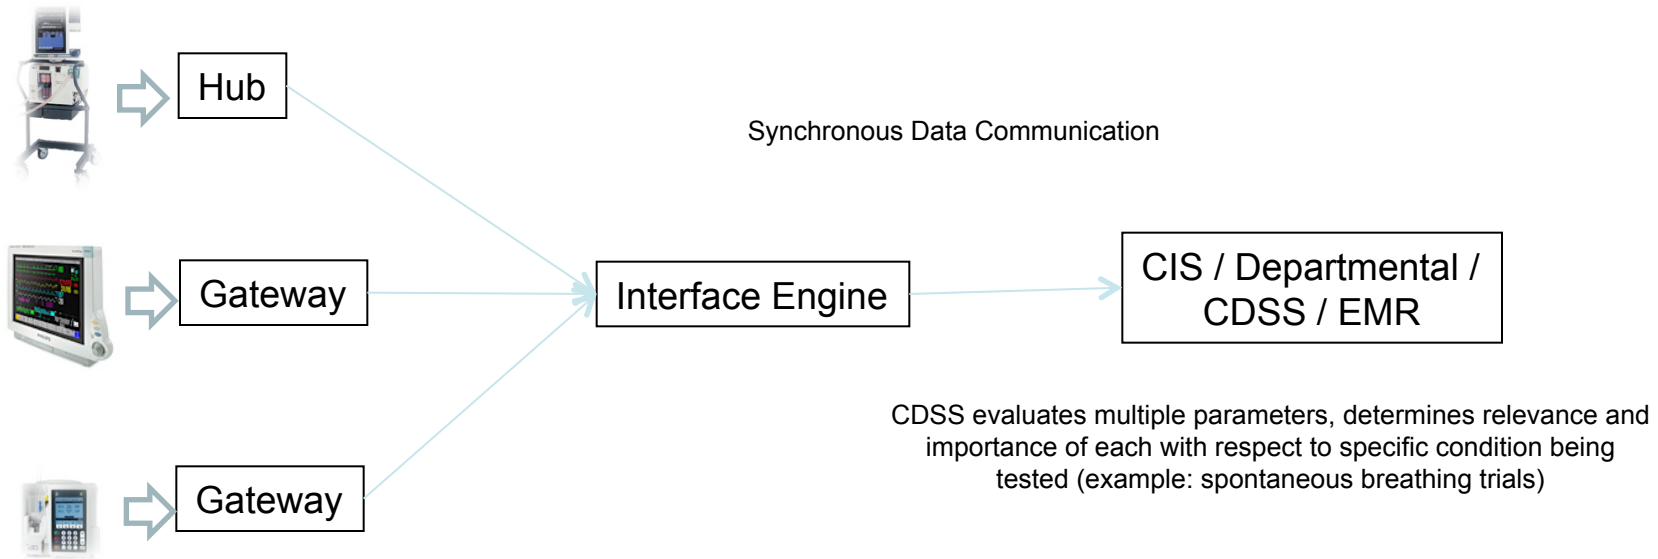 Hub
Synchronous Data Communication
Gateway
Interface Engine
CIS / Departmental /
CDSS / EMR
CDSS evaluates multiple parameters, determines relevance and
importance of each with respect to specific condition being
tested (example: spontaneous breathing trials)
Gateway